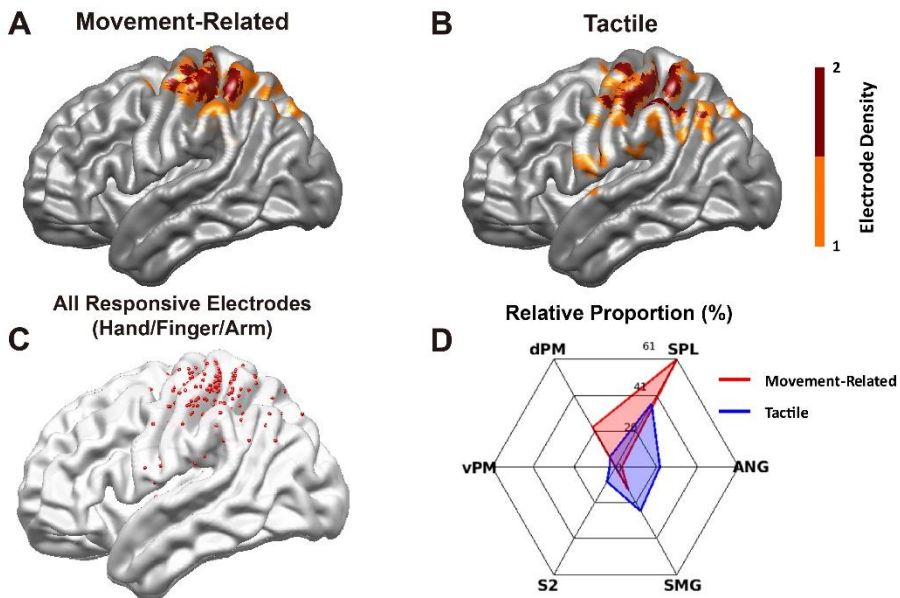 A
Movement-Related
B
Tactile
2
1
Electrode Density
All Responsive Electrodes
(Hand/Finger/Arm)
C
Relative Proportion (%)
D
dPM
61
SPL
41
20
vPM
ANG
S2
SMG
Movement-Related
Tactile